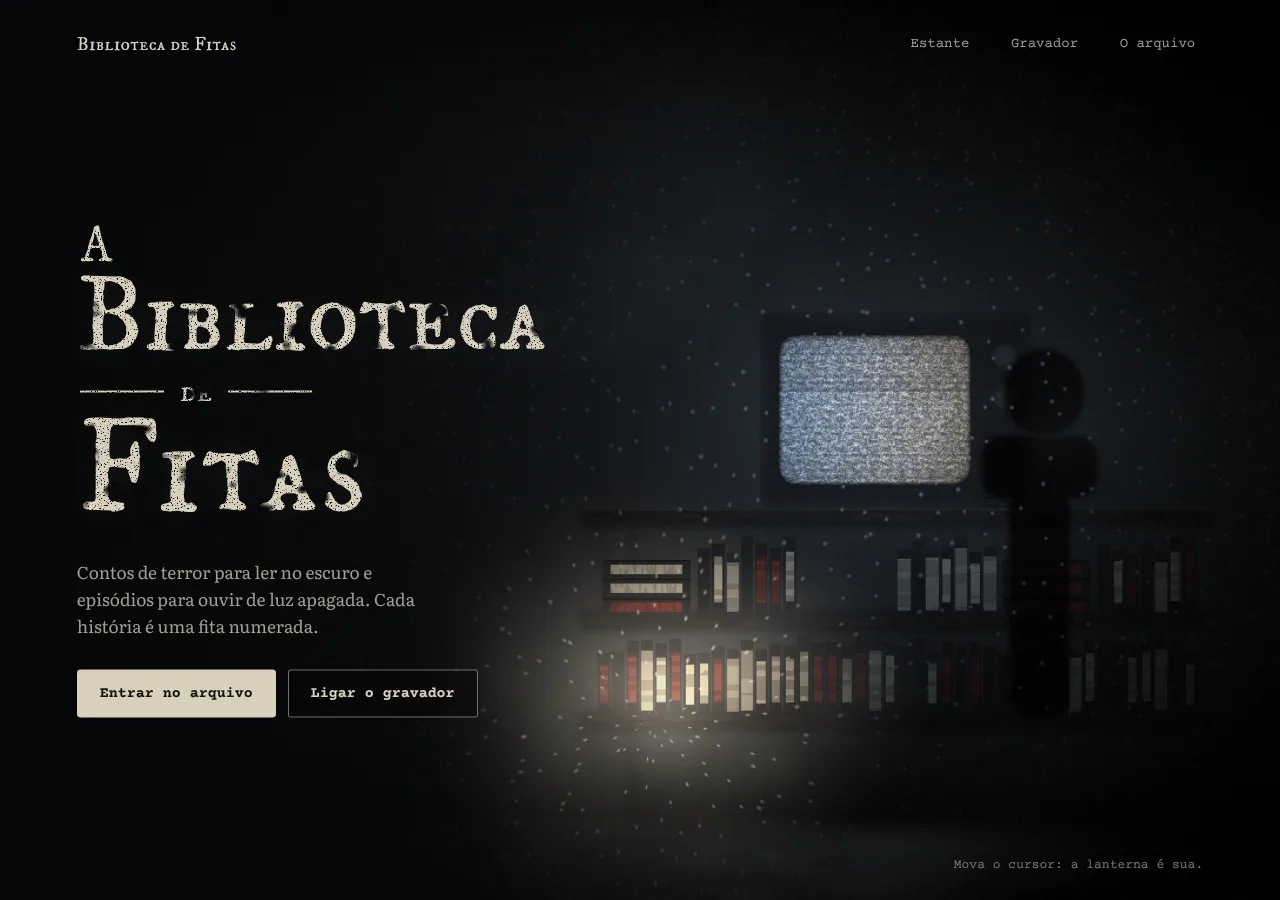 Biblioteca de Fitas
Estante Gravador O arquivo
A
Biblioteca
De
Fitas
Contos de terror para ler no escuro e
episódios para ouvir de luz apagada. Cada
história é uma fita numerada.
Entrar no arquivo Ligar o gravador
Mova o cursor: a lanterna é sua.